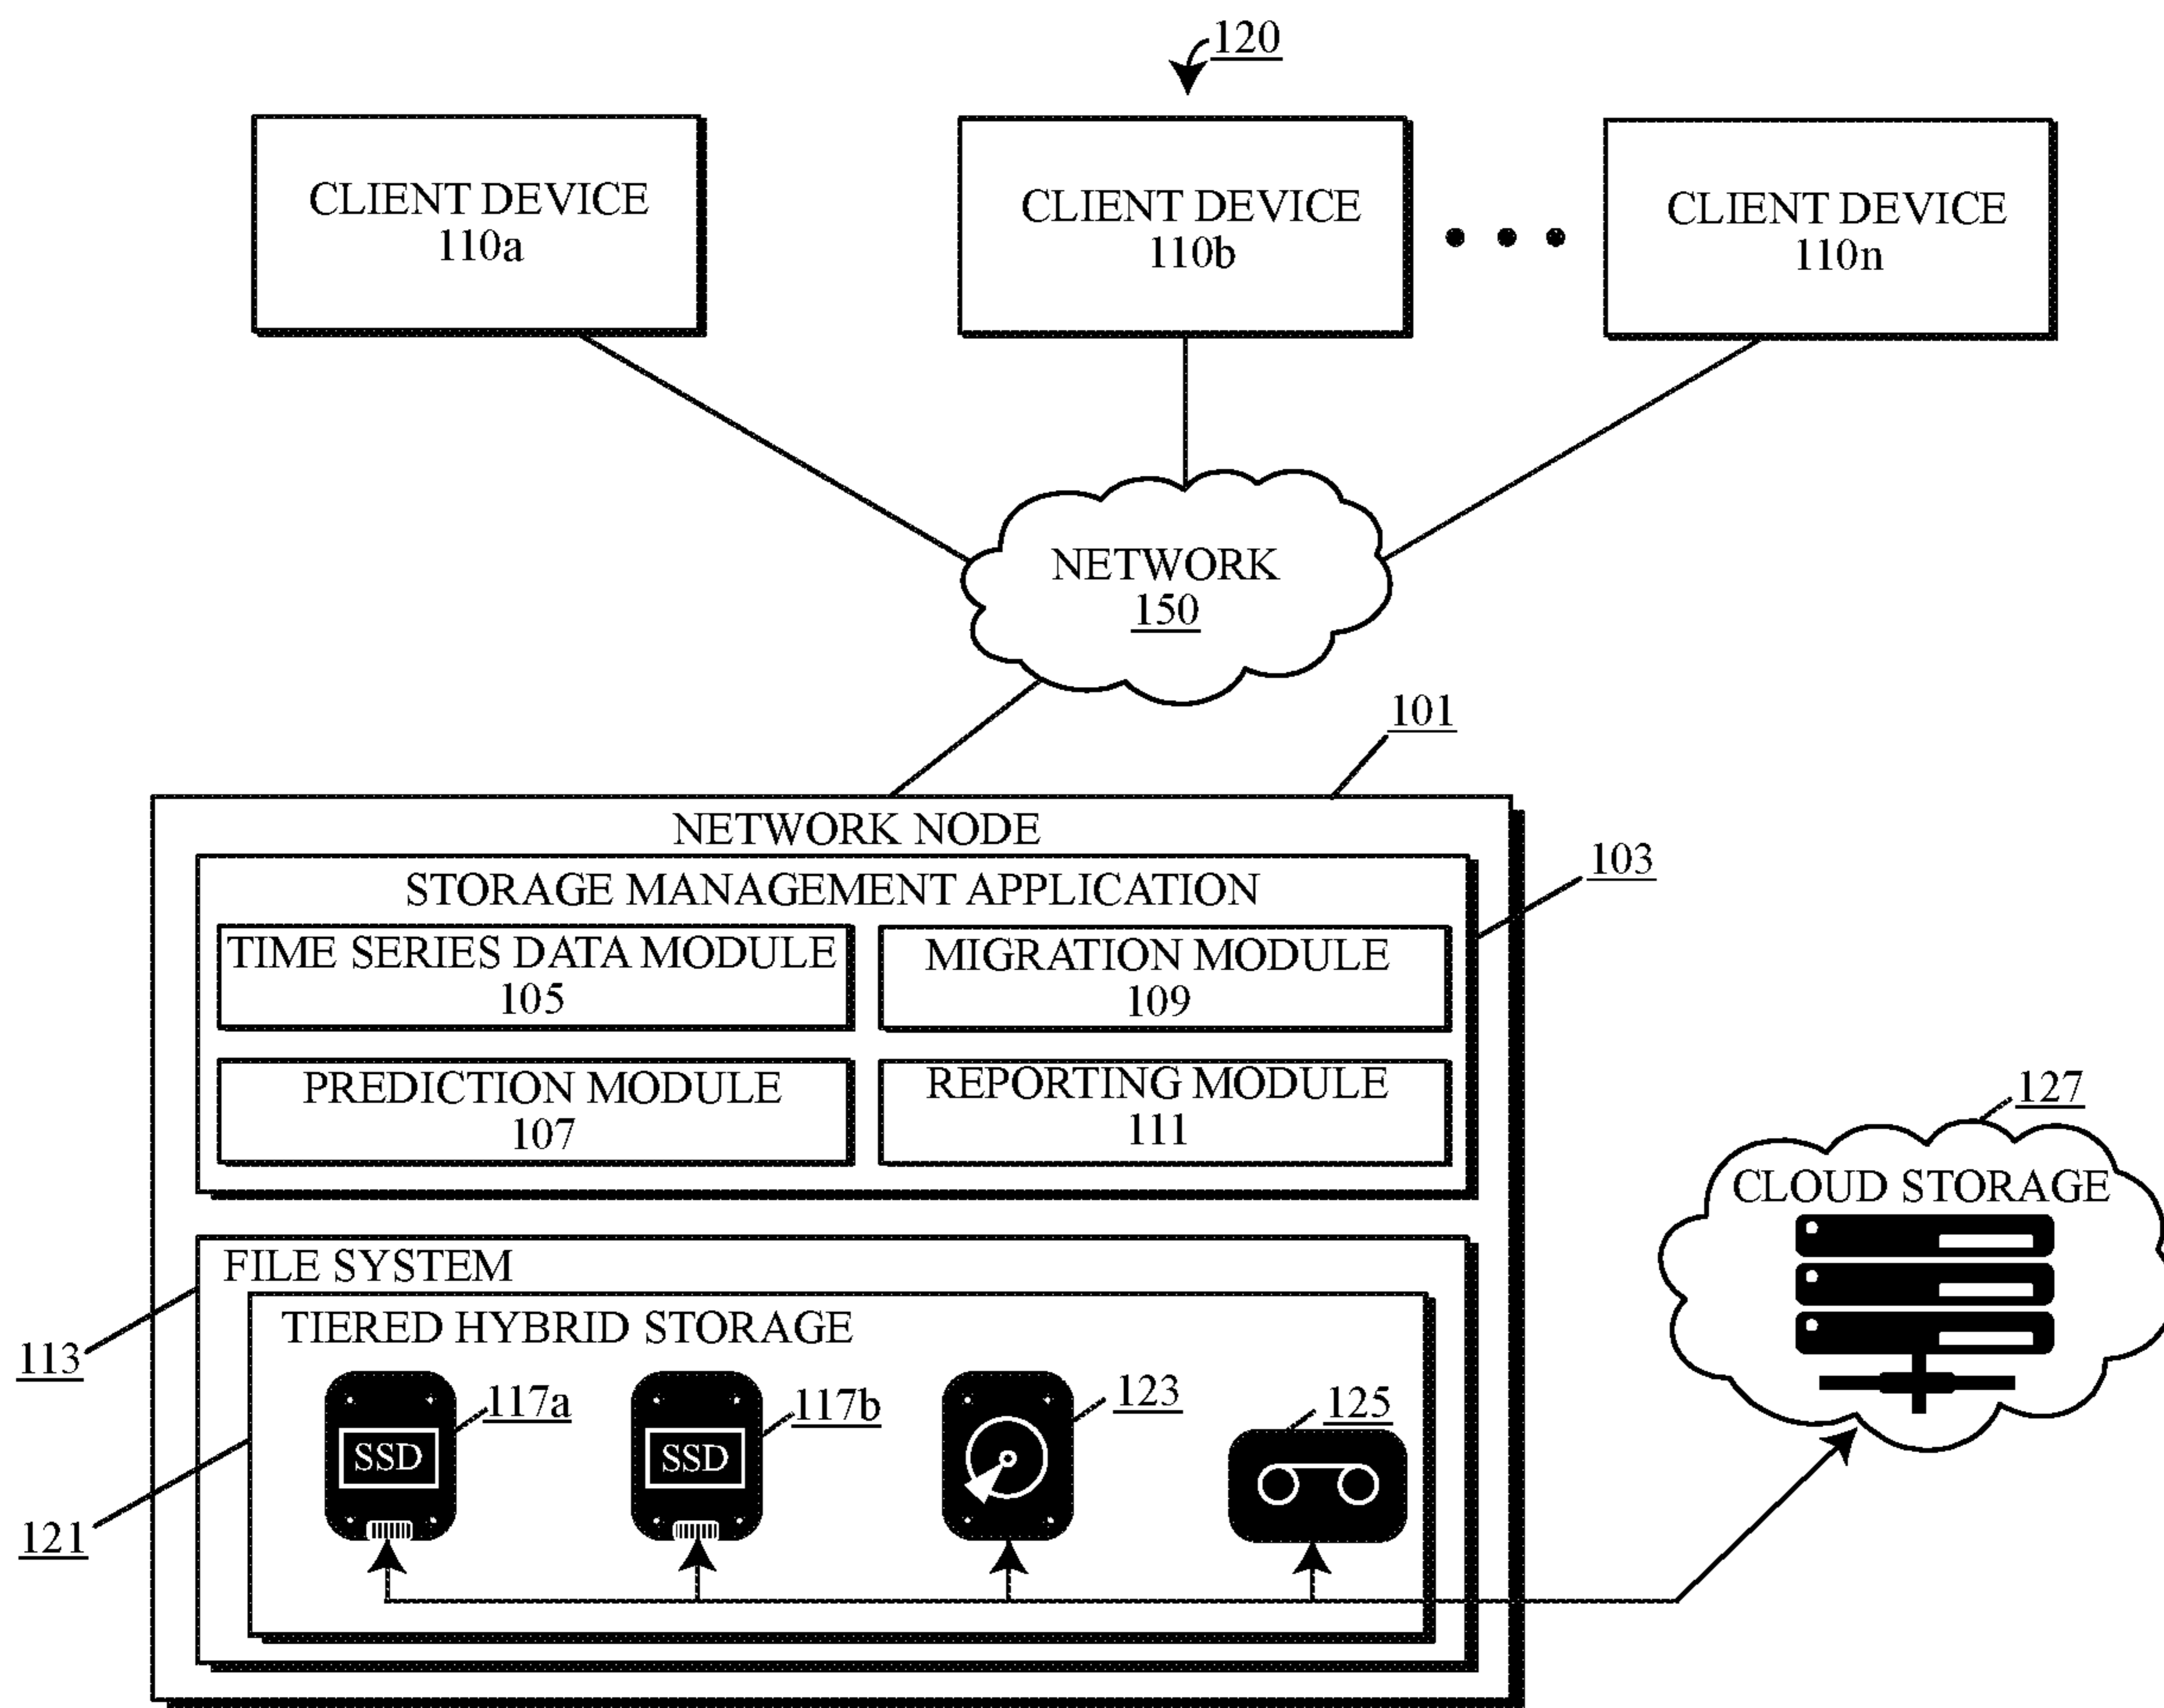 120
CLIENT DEVICE
110a
CLIENT DEVICE
110b
CLIENT DEVICE
110n
NETWORK
150
101
NETWORK NODE
103
STORAGE MANAGEMENT APPLICATION
TIME SERIES DATA MODULE
105
MIGRATION MODULE
109
PREDICTION MODULE
107
REPORTING MODULE
111
127
CLOUD STORAGE
FILE SYSTEM
113
TIERED HYBRID STORAGE
121
SSD
117a
SSD
117b
123
125